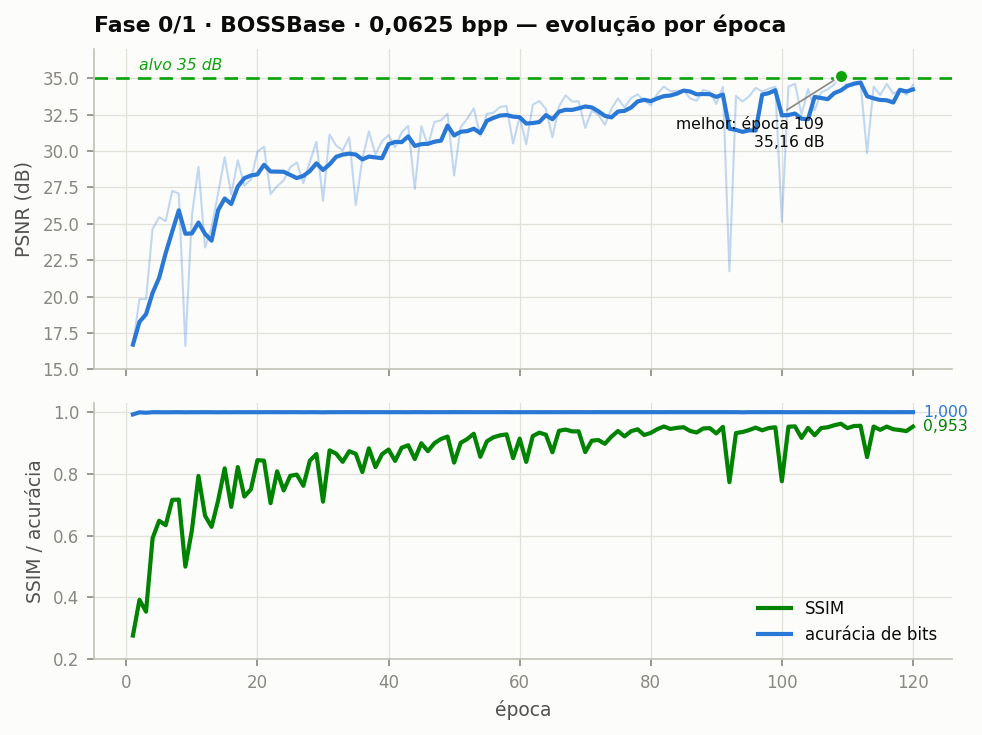 Fase 0/1 · BOSSBase · 0,0625 bpp — evolução por época
alvo 35 dB
35.0
32.5
30.0
27.5
25.0
22.5
20.0
17.5
15.0
PSNR (dB)
melhor: época 109
35,16 dB
1.0
0.8
0.6
0.4
0.2
SSIM / acurácia
1,000
0,953
SSIM
acurácia de bits
0 20 40 60 80 100 120
época